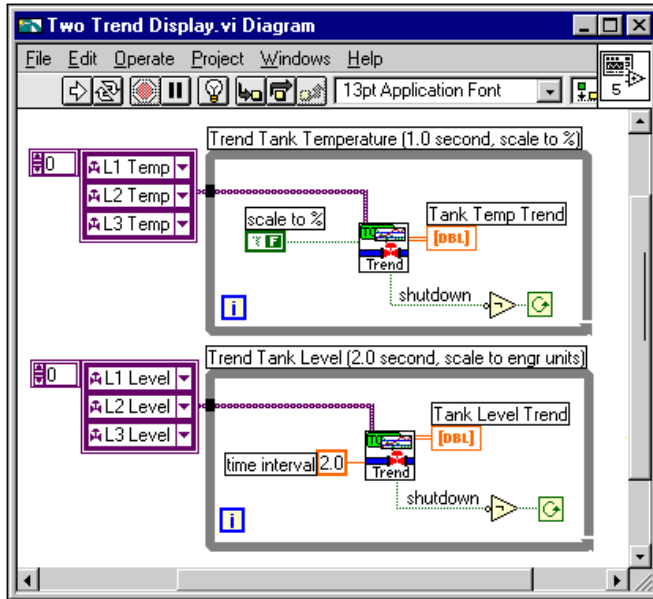 Two Trend Display.vi Diagram
File Edit Operate Project Windows Help
13pt Application Font
5
Trend Tank Temperature (1.0 second, scale to %)
0
L1 Temp
L2 Temp
L3 Temp
scale to %
F
Tank Temp Trend
[DBL]
Trend
shutdown
i
Trend Tank Level (2.0 second, scale to engr units)
0
L1 Level
L2 Level
L3 Level
Tank Level Trend
[DBL]
time interval 2.0
Trend
shutdown
i